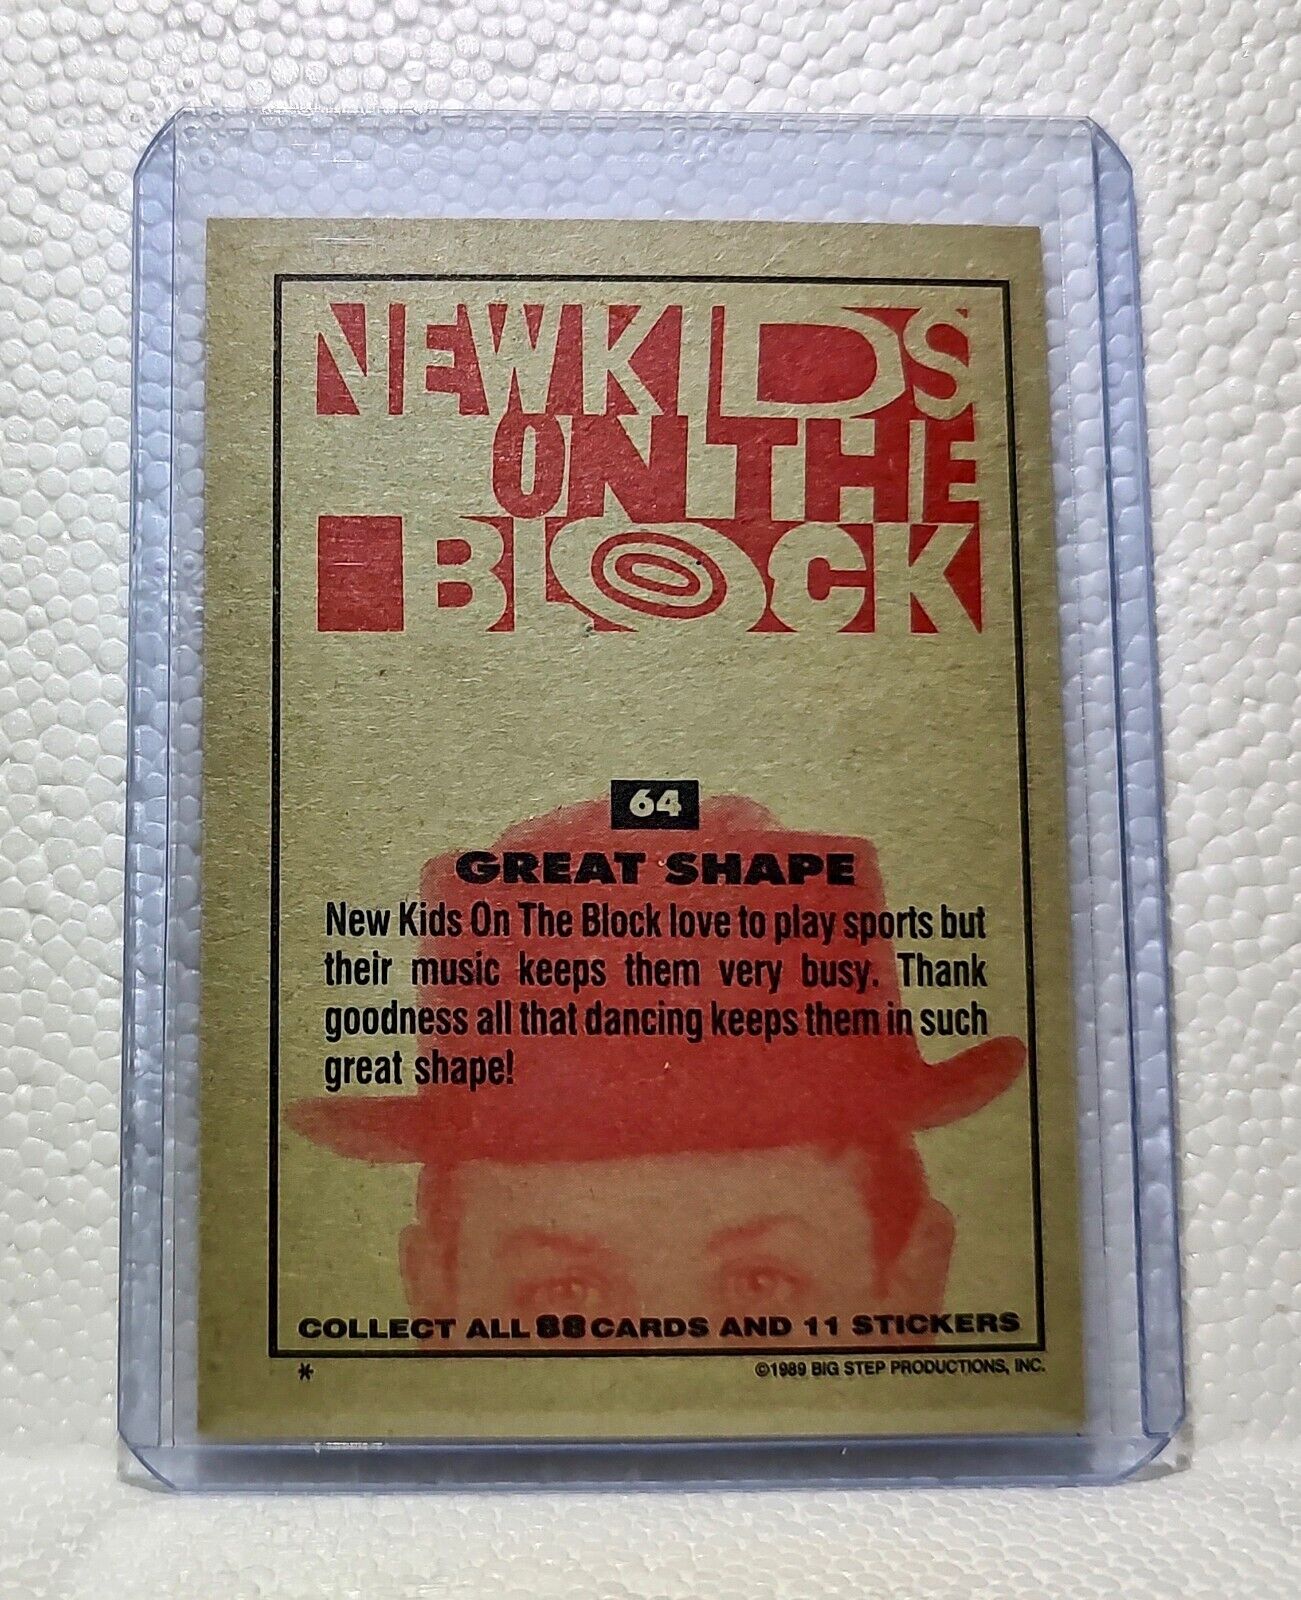 NEW KIDS
ON THE
BLOCK
64
GREAT SHAPE
New Kids On The Block love to play sports but
their music keeps them very busy. Thank
goodness all that dancing keeps them in such
great shape!
COLLECT ALL 88 CARDS AND 11 STICKERS
* ©1989 BIG STEP PRODUCTIONS, INC.